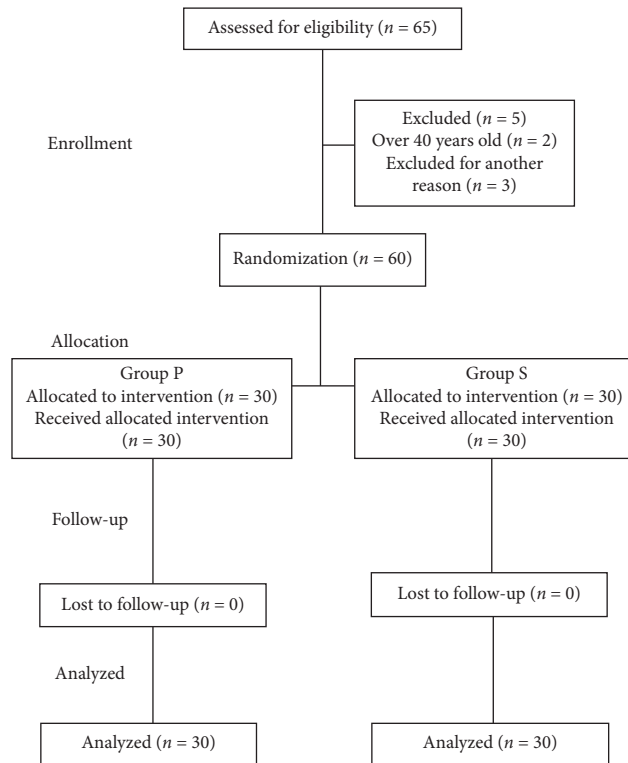 Assessed for eligibility (n = 65)
Enrollment
Excluded (n = 5)
Over 40 years old (n = 2)
Excluded for another
reason (n = 3)
Randomization (n = 60)
Allocation
Group P
Allocated to intervention (n = 30)
Received allocated intervention
(n = 30)
Group S
Allocated to intervention (n = 30)
Received allocated intervention
(n = 30)
Follow-up
Lost to follow-up (n = 0)
Lost to follow-up (n = 0)
Analyzed
Analyzed (n = 30)
Analyzed (n = 30)